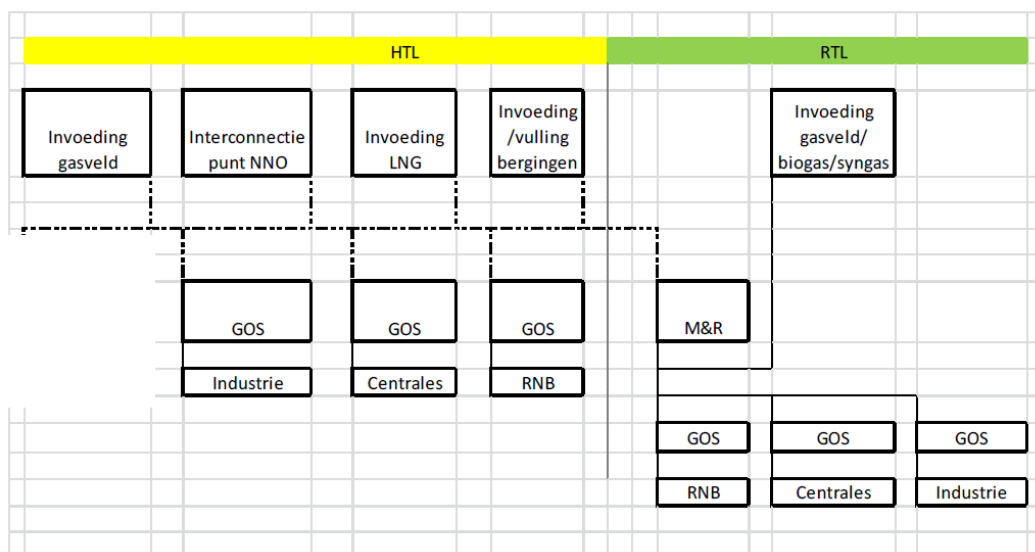 HTL
RTL
Invoeding
gasveld
Interconnectie
punt NNO
Invoeding
LNG
Invoeding
/vulling
bergingen
Invoeding
gasveld/
biogas/syngas
GOS
GOS
GOS
M&R
Industrie
Centrales
RNB
GOS
GOS
GOS
RNB
Centrales
Industrie